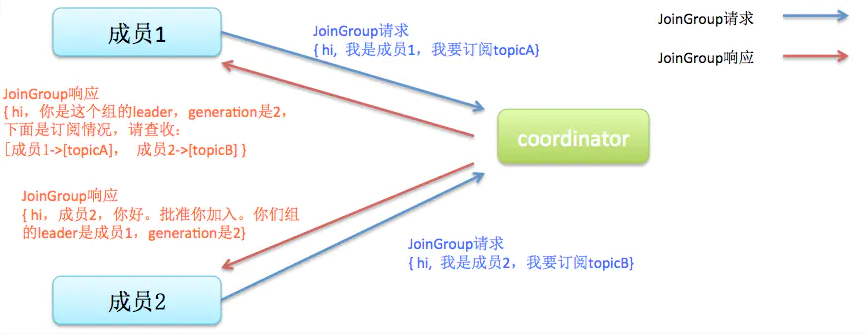 成员1
JoinGroup请求
{ hi, 我是成员1，我要订阅topicA}
JoinGroup请求
JoinGroup响应
JoinGroup响应
{ hi，你是这个组的leader，generation是2，
下面是订阅情况，请查收：
[成员1->[topicA]， 成员2->[topicB] }
coordinator
JoinGroup响应
{ hi，成员2，你好。批准你加入。你们组
的leader是成员1，generation是2}
JoinGroup请求
{ hi, 我是成员2，我要订阅topicB}
成员2